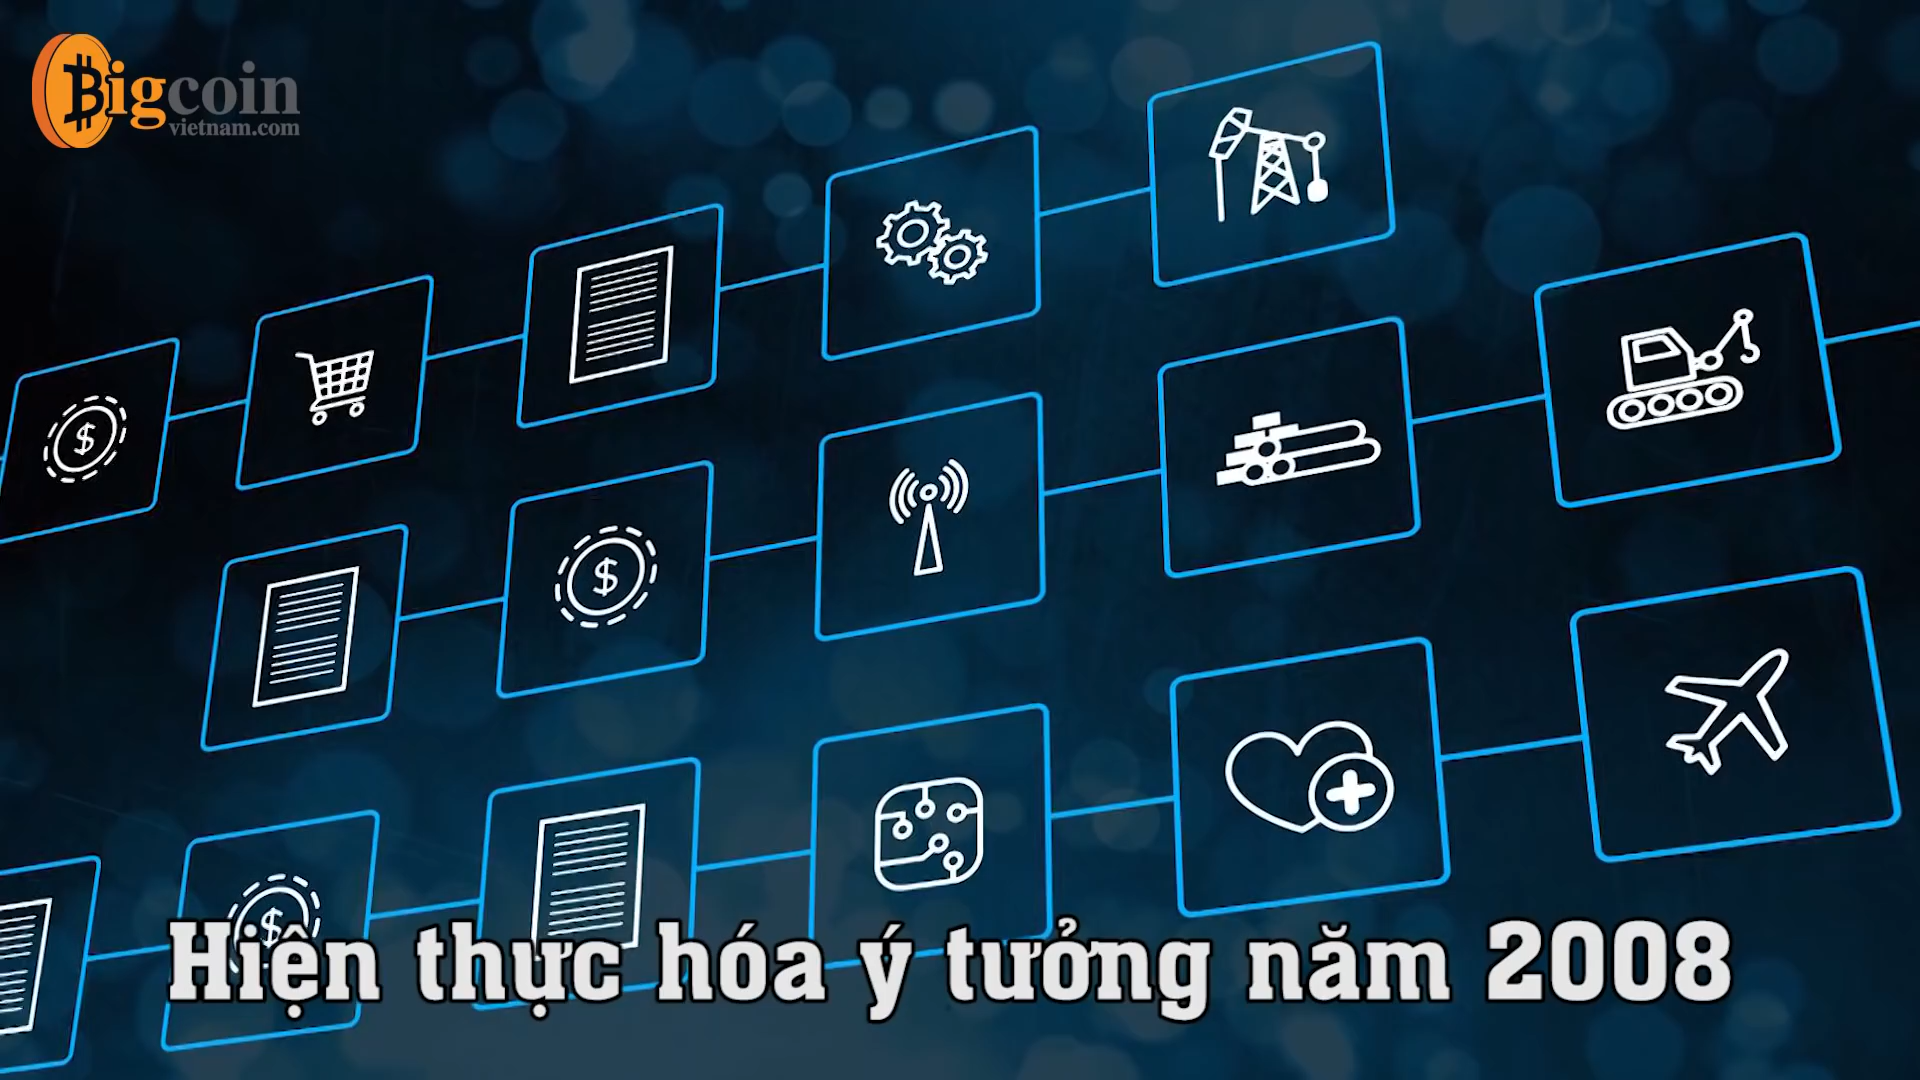 Bigcoin
vietnam.com
$
$
$
Hiện thực hóa ý tưởng năm 2008